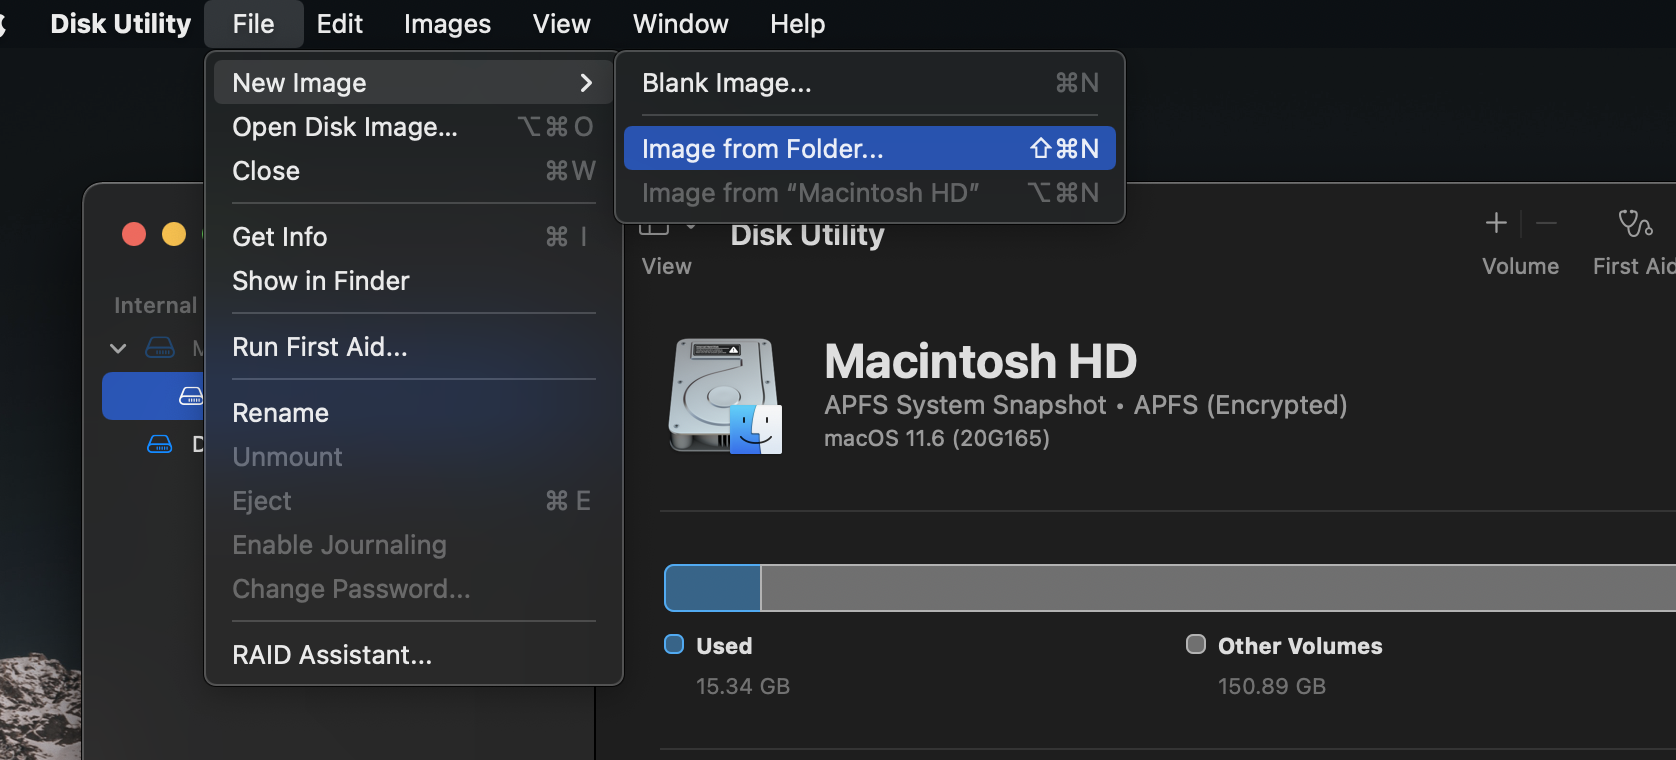 Disk Utility File Edit Images View Window Help
New Image
Open Disk Image... ⌥⌘O
Close ⌘W
Get Info ⌘I
Show in Finder
Run First Aid...
Rename
Unmount
Eject ⌘E
Enable Journaling
Change Password...
RAID Assistant...
Blank Image... ⌘N
Image from Folder... ⇧⌘N
Image from “Macintosh HD” ⌥⌘N
Internal
Disk Utility
View
Volume
First Aid
Macintosh HD
APFS System Snapshot • APFS (Encrypted)
macOS 11.6 (20G165)
Used
15.34 GB
Other Volumes
150.89 GB